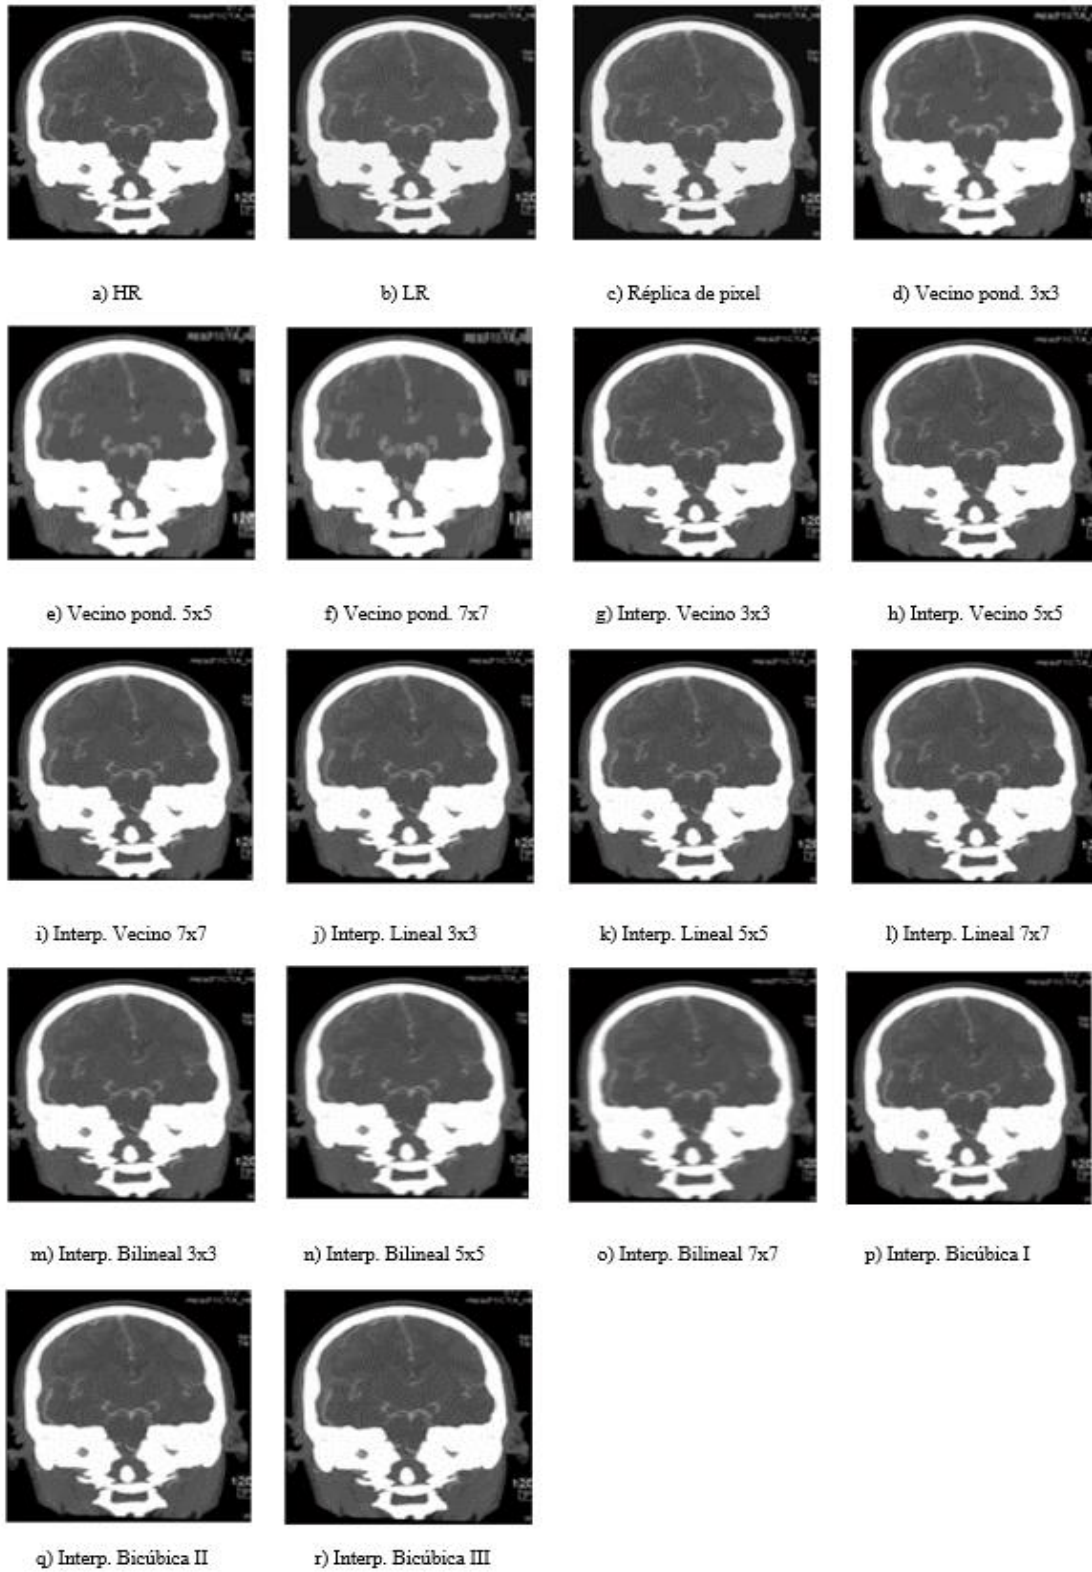 a) HR
b) LR
c) Réplica de pixel
d) Vecino pond. 3x3
e) Vecino pond. 5x5
f) Vecino pond. 7x7
g) Interp. Vecino 3x3
h) Interp. Vecino 5x5
i) Interp. Vecino 7x7
j) Interp. Lineal 3x3
k) Interp. Lineal 5x5
l) Interp. Lineal 7x7
m) Interp. Bilineal 3x3
n) Interp. Bilineal 5x5
o) Interp. Bilineal 7x7
p) Interp. Bicúbica I
q) Interp. Bicúbica II
r) Interp. Bicúbica III